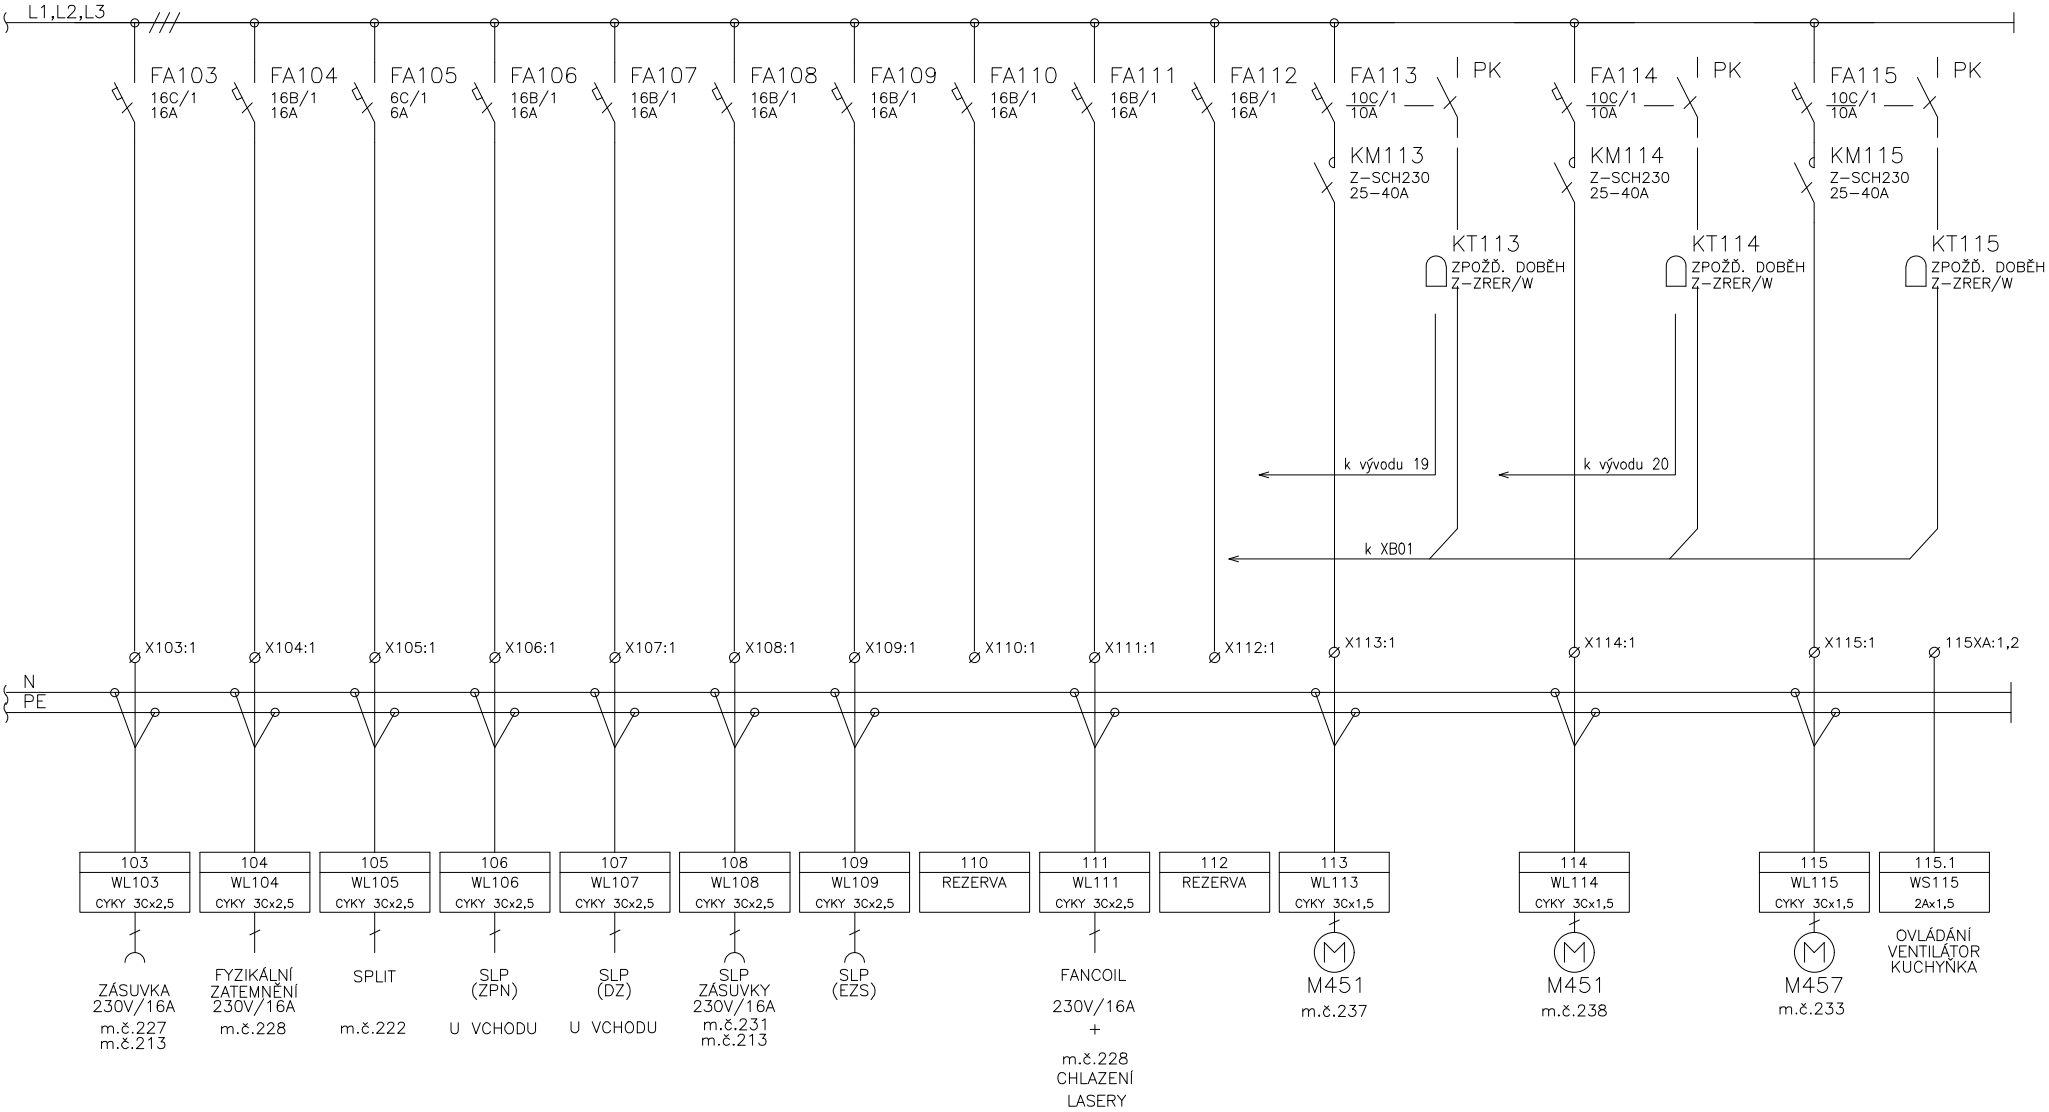 L1,L2,L3
FA103
16C/1
16A
FA104
16B/1
16A
FA105
6C/1
6A
FA106
16B/1
16A
FA107
16B/1
16A
FA108
16B/1
16A
FA109
16B/1
16A
FA110
16B/1
16A
FA111
16B/1
16A
FA112
16B/1
16A
FA113
10C/1
10A
PK
FA114
10C/1
10A
PK
FA115
10C/1
10A
PK
KM113
Z-SCH230
25-40A
KM114
Z-SCH230
25-40A
KM115
Z-SCH230
25-40A
KT113
ZPOŽĎ. DOBĚH
Z-ZRER/W
KT114
ZPOŽĎ. DOBĚH
Z-ZRER/W
KT115
ZPOŽĎ. DOBĚH
Z-ZRER/W
k vývodu 19
k vývodu 20
k XB01
X103:1
X104:1
X105:1
X106:1
X107:1
X108:1
X109:1
X110:1
X111:1
X112:1
X113:1
X114:1
X115:1
115XA:1,2
N
PE
103
WL103
CYKY 3Cx2,5
104
WL104
CYKY 3Cx2,5
105
WL105
CYKY 3Cx2,5
106
WL106
CYKY 3Cx2,5
107
WL107
CYKY 3Cx2,5
108
WL108
CYKY 3Cx2,5
109
WL109
CYKY 3Cx2,5
110
REZERVA
111
WL111
CYKY 3Cx2,5
112
REZERVA
113
WL113
CYKY 3Cx1,5
114
WL114
CYKY 3Cx1,5
115
WL115
CYKY 3Cx1,5
115.1
WS115
2Ax1,5
ZÁSUVKA
230V/16A
m.č.227
m.č.213
FYZIKÁLNÍ
ZATEMNĚNÍ
230V/16A
m.č.228
SPLIT
m.č.222
SLP
(ZPN)
U VCHODU
SLP
(DZ)
U VCHODU
SLP
ZÁSUVKY
230V/16A
m.č.231
m.č.213
SLP
(EZS)
FANCOIL
230V/16A
+
m.č.228
CHLAZENÍ
LASERY
M
M451
m.č.237
M
M451
m.č.238
M
M457
m.č.233
OVLÁDÁNÍ
VENTILÁTOR
KUCHYŇKA